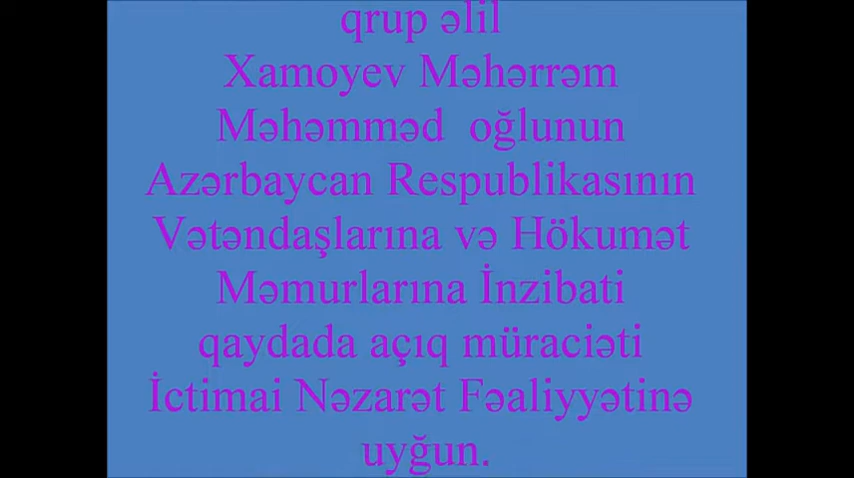 qrup əlil
Xamoyev Məhərrəm
Məhəmməd  oğlunun
Azərbaycan Respublikasının
Vətəndaşlarına və Hökumət
Məmurlarına İnzibati
qaydada açıq müraciəti
İctimai Nəzarət Fəaliyyətinə
uyğun.